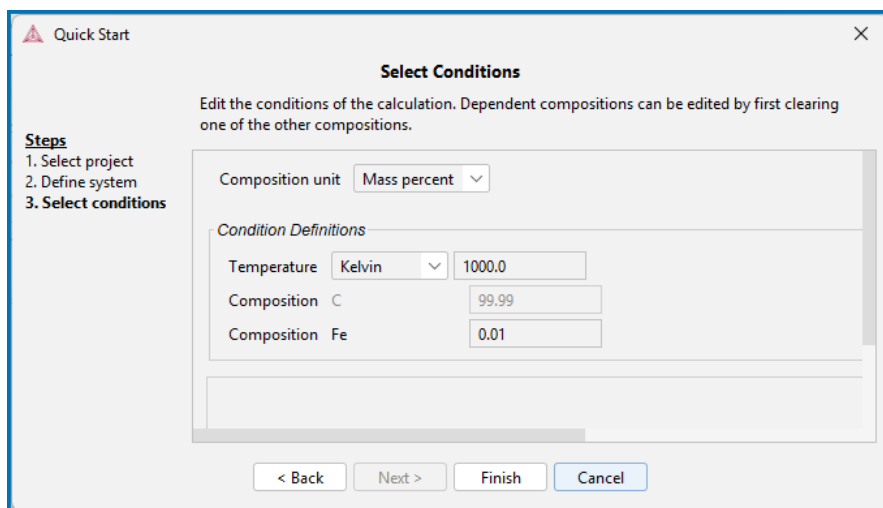 Quick Start
Select Conditions
Edit the conditions of the calculation. Dependent compositions can be edited by first clearing
one of the other compositions.
Steps
1. Select project
2. Define system
3. Select conditions
Composition unit Mass percent
Condition Definitions
Temperature Kelvin 1000.0
Composition C 99.99
Composition Fe 0.01
< Back Next > Finish Cancel